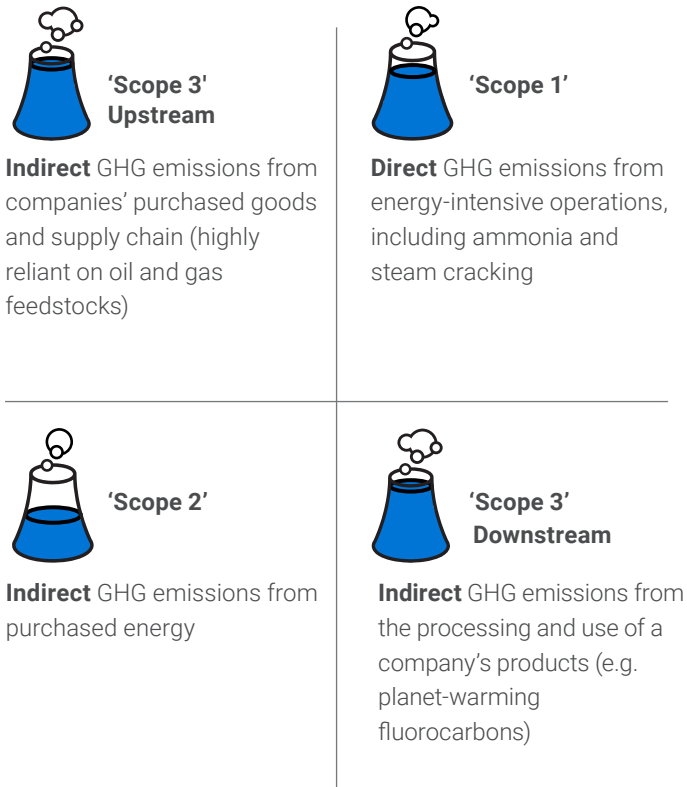 ‘Scope 3'
Upstream
Indirect GHG emissions from
companies’ purchased goods
and supply chain (highly
reliant on oil and gas
feedstocks)
‘Scope 1’
Direct GHG emissions from
energy-intensive operations,
including ammonia and
steam cracking
‘Scope 2’
Indirect GHG emissions from
purchased energy
‘Scope 3’
Downstream
Indirect GHG emissions from
the processing and use of a
company’s products (e.g.
planet-warming
fluorocarbons)